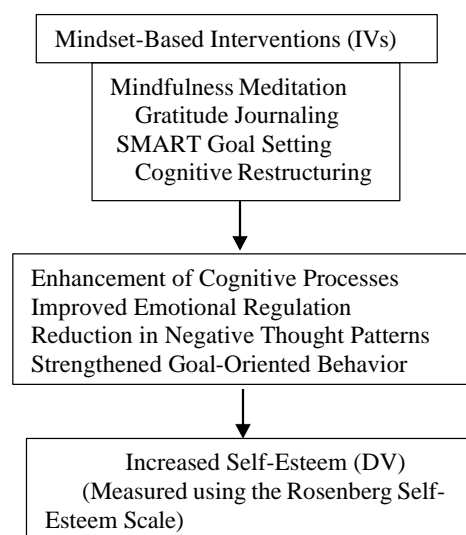 Mindset-Based Interventions (IVs)
Mindfulness Meditation
Gratitude Journaling
SMART Goal Setting
Cognitive Restructuring
Enhancement of Cognitive Processes
Improved Emotional Regulation
Reduction in Negative Thought Patterns
Strengthened Goal-Oriented Behavior
Increased Self-Esteem (DV)
(Measured using the Rosenberg Self-
Esteem Scale)